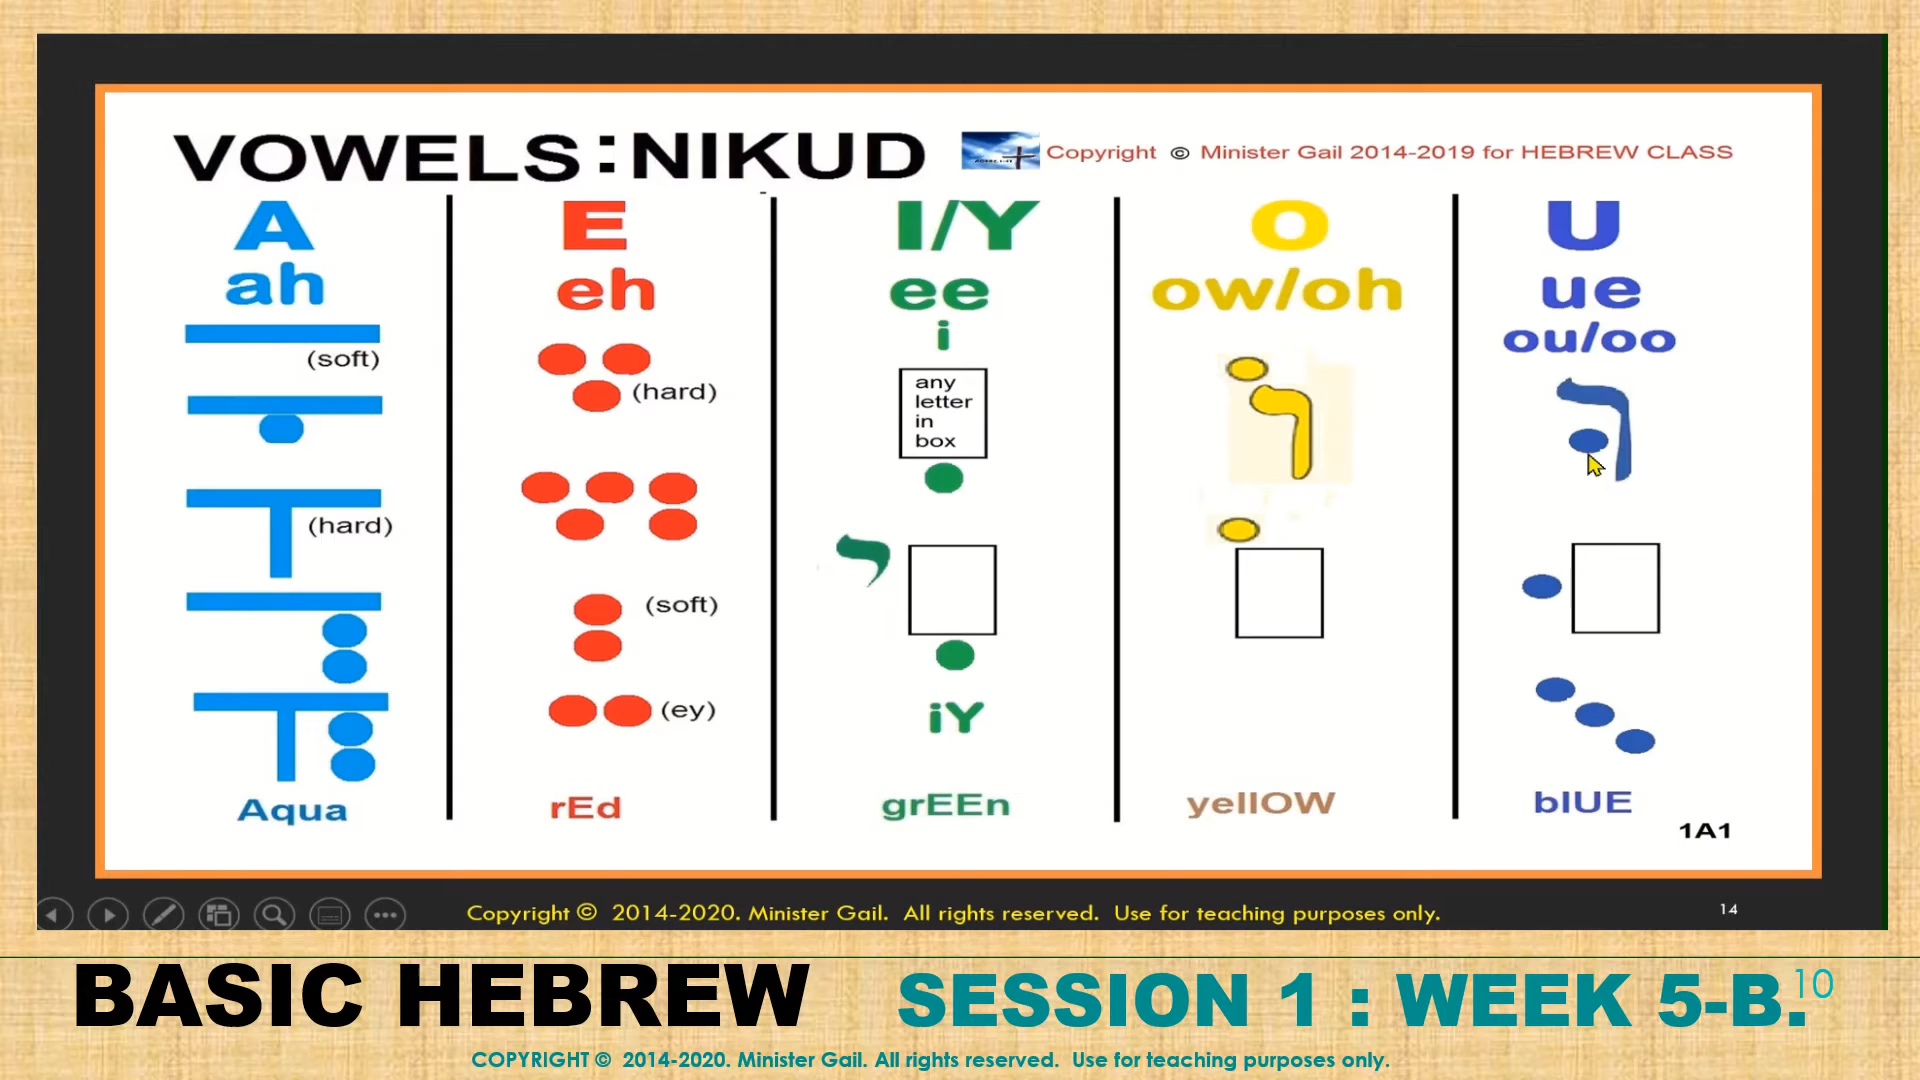 VOWELS : NIKUD
Copyright © Minister Gail 2014-2019 for HEBREW CLASS
A
ah
(soft)
(hard)
Aqua
E
eh
(hard)
(soft)
(ey)
rEd
I/Y
ee
i
any
letter
in
box
י
iY
grEEn
O
ow/oh
וֹ
yellOW
U
ue
ou/oo
וּ
blUE
1A1
Copyright © 2014-2020. Minister Gail. All rights reserved. Use for teaching purposes only.
14
BASIC HEBREW SESSION 1 : WEEK 5-B.
10
COPYRIGHT © 2014-2020. Minister Gail. All rights reserved. Use for teaching purposes only.